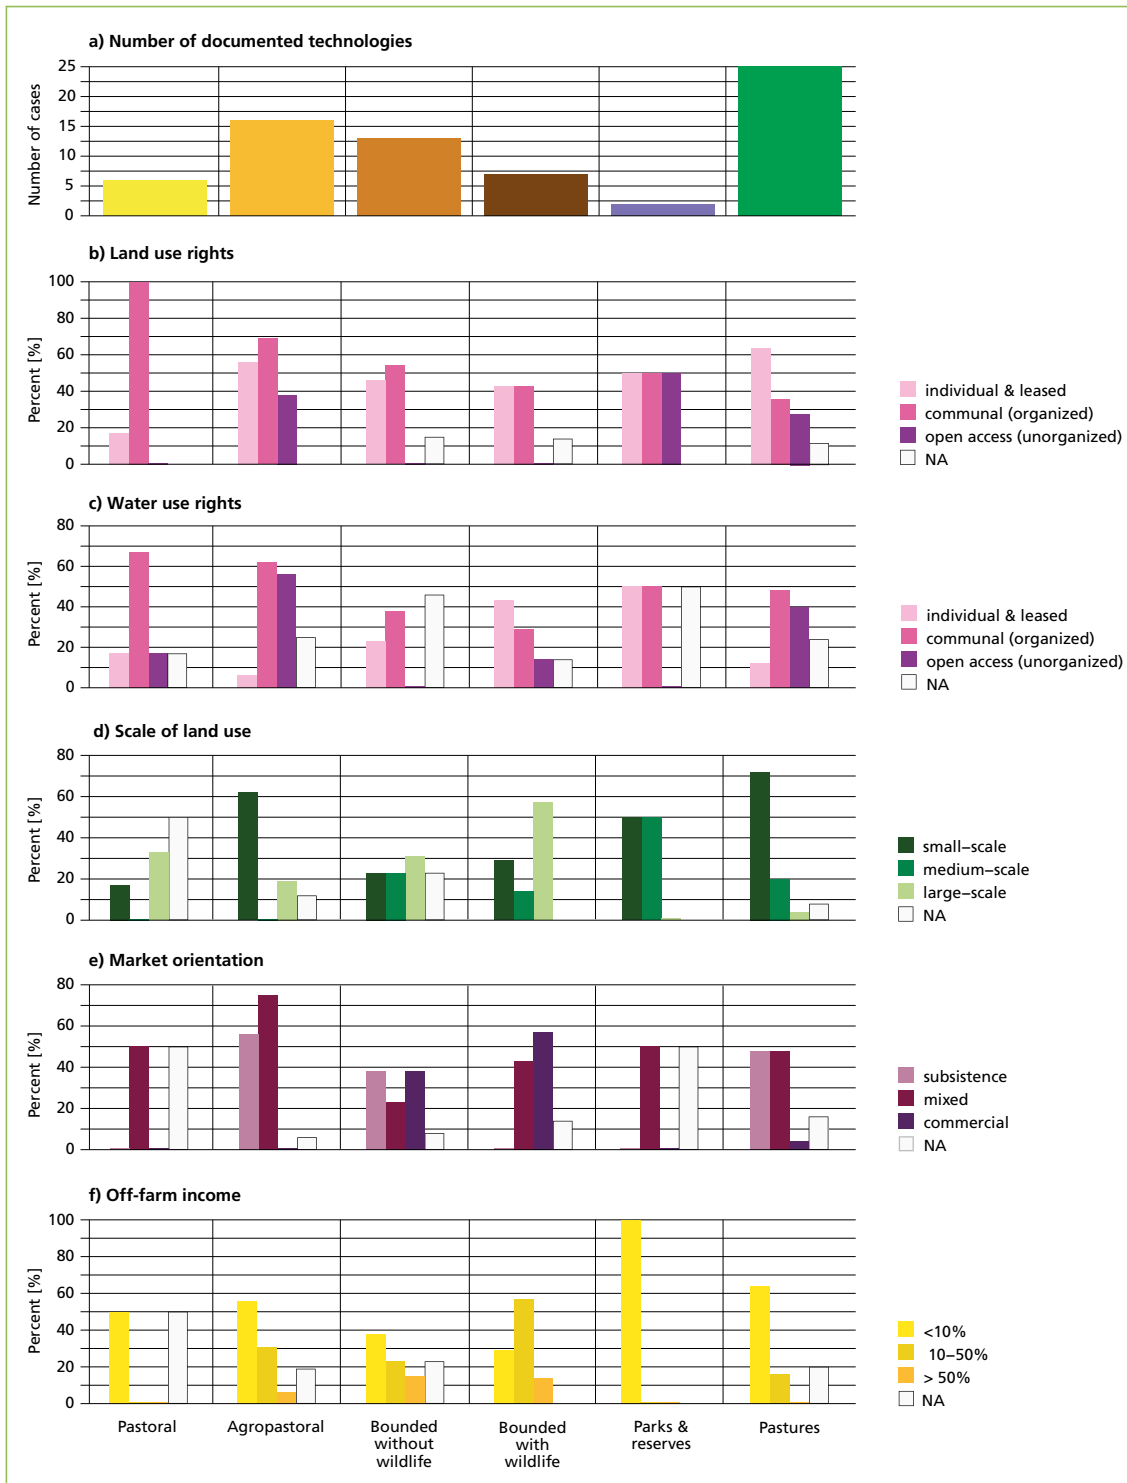 a) Number of documented technologies
Number of cases
25
25
15
10
5
0
b) Land use rights
Percent [%]
100
80
60
40
20
0
individual & leased
communal (organized)
open access (unorganized)
NA
c) Water use rights
Percent [%]
80
60
40
20
0
individual & leased
communal (organized)
open access (unorganized)
NA
d) Scale of land use
Percent [%]
80
60
40
20
0
small–scale
medium–scale
large–scale
NA
e) Market orientation
Percent [%]
80
60
40
20
0
subsistence
mixed
commercial
NA
f) Off-farm income
Percent [%]
100
80
60
40
20
0
<10%
10–50%
> 50%
NA
Pastoral
Agropastoral
Bounded
without
wildlife
Bounded
with
wildlife
Parks &
reserves
Pastures